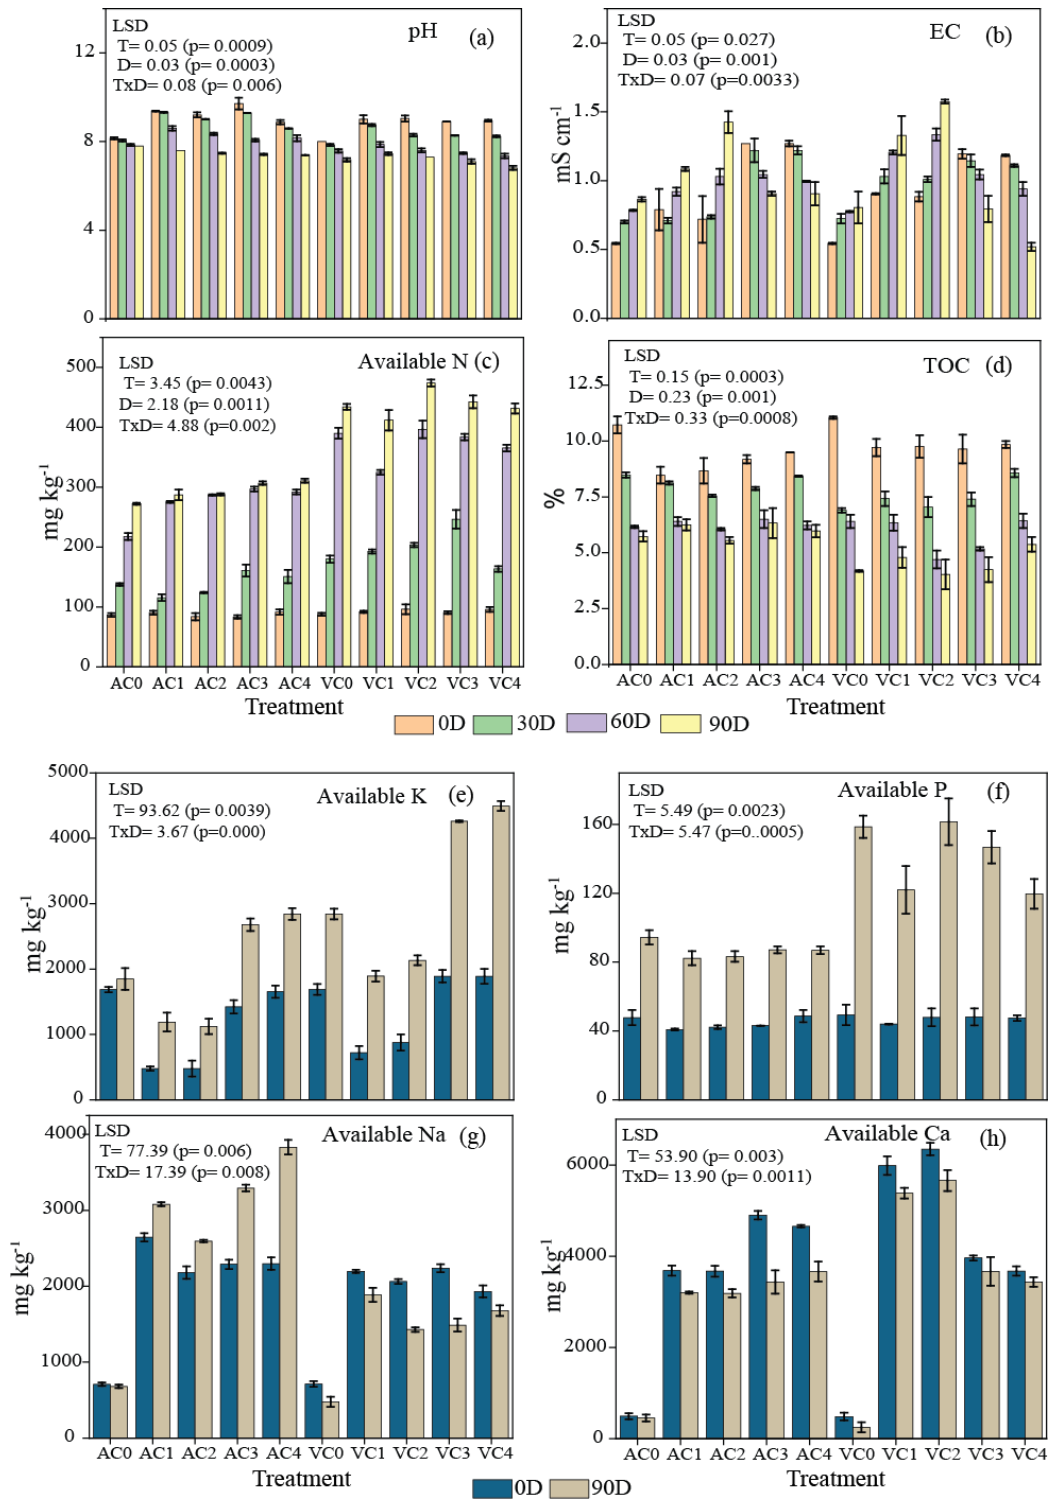 LSD
T= 0.05 (p= 0.0009)
D= 0.03 (p= 0.0003)
TxD= 0.08 (p= 0.006)
pH
(a)
12
8
4
0
LSD
T= 0.05 (p= 0.027)
D= 0.03 (p= 0.001)
TxD= 0.07 (p=0.0033)
EC
(b)
2.0
1.5
1.0
0.5
0.0
mS cm⁻¹
LSD
T= 3.45 (p= 0.0043)
D= 2.18 (p= 0.0011)
TxD= 4.88 (p=0.002)
Available N (c)
500
400
300
200
100
0
mg kg⁻¹
AC0 AC1 AC2 AC3 AC4 VC0 VC1 VC2 VC3 VC4
Treatment
LSD
T= 0.15 (p= 0.0003)
D= 0.23 (p= 0.001)
TxD= 0.33 (p=0.0008)
TOC
(d)
12.5
10.0
7.5
5.0
2.5
0.0
%
AC0 AC1 AC2 AC3 AC4 VC0 VC1 VC2 VC3 VC4
Treatment
0D 30D 60D 90D
LSD
T= 93.62 (p= 0.0039)
TxD= 3.67 (p=0.000)
Available K
(e)
5000
4000
3000
2000
1000
0
mg kg⁻¹
LSD
T= 5.49 (p= 0.0023)
TxD= 5.47 (p=0..0005)
Available P
(f)
160
120
80
40
0
mg kg⁻¹
LSD
T= 77.39 (p= 0.006)
TxD= 17.39 (p= 0.008)
Available Na
(g)
4000
3000
2000
1000
0
mg kg⁻¹
AC0 AC1 AC2 AC3 AC4 VC0 VC1 VC2 VC3 VC4
Treatment
LSD
T= 53.90 (p= 0.003)
TxD= 13.90 (p= 0.0011)
Available Ca
(h)
6000
4000
2000
0
mg kg⁻¹
AC0 AC1 AC2 AC3 AC4 VC0 VC1 VC2 VC3 VC4
Treatment
0D 90D